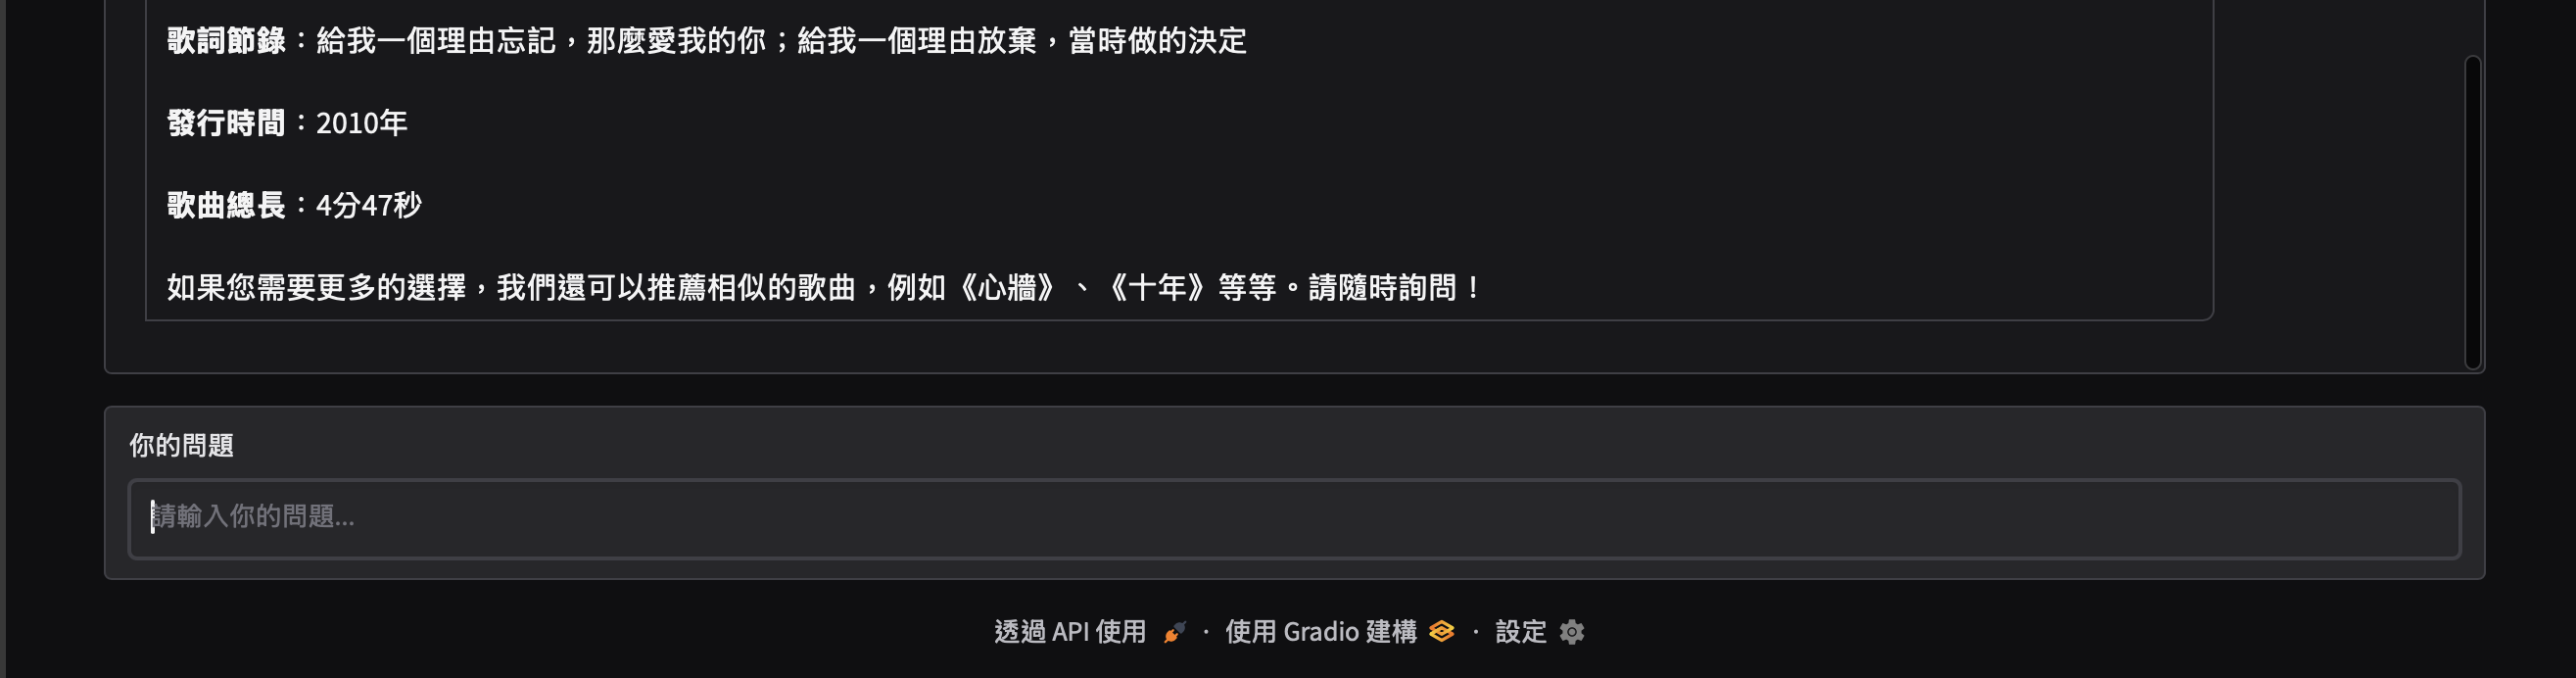 歌詞節錄：給我一個理由忘記，那麼愛我的你；給我一個理由放棄，當時做的決定
發行時間：2010年
歌曲總長：4分47秒
如果您需要更多的選擇，我們還可以推薦相似的歌曲，例如《心牆》、《十年》等等。請隨時詢問！
你的問題
請輸入你的問題...
透過 API 使用 · 使用 Gradio 建構 · 設定